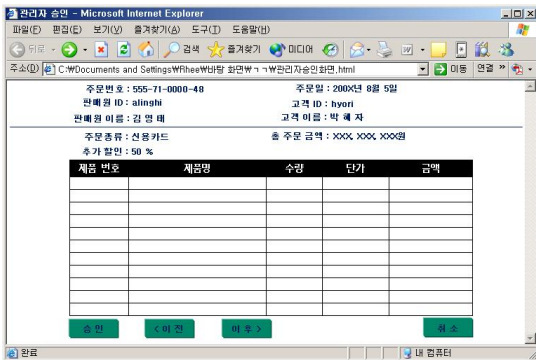 관리자 승인 - Microsoft Internet Explorer
파일(F) 편집(E) 보기(V) 즐겨찾기(A) 도구(T) 도움말(H)
뒤로 검색 즐겨찾기 미디어
주소(D) C:₩Documents and Settings₩Rhee₩바탕 화면₩ㄱㄱ₩관리자승인화면.html 이동 연결 »
주문번호 : 555-71-0000-48 주문일 : 200X년 8월 5일
판매원 ID : alinghi 고객 ID : hyori
판매원 이름 : 김 영 태 고객 이름 : 박 혜 자
주문종류 : 신용카드 총 주문 금액 : XXX, XXX, XXX원
추가 할인 : 50 %
제품 번호 제품명 수량 단가 금액
승 인 < 이 전 이 후 > 취 소
완료 내 컴퓨터